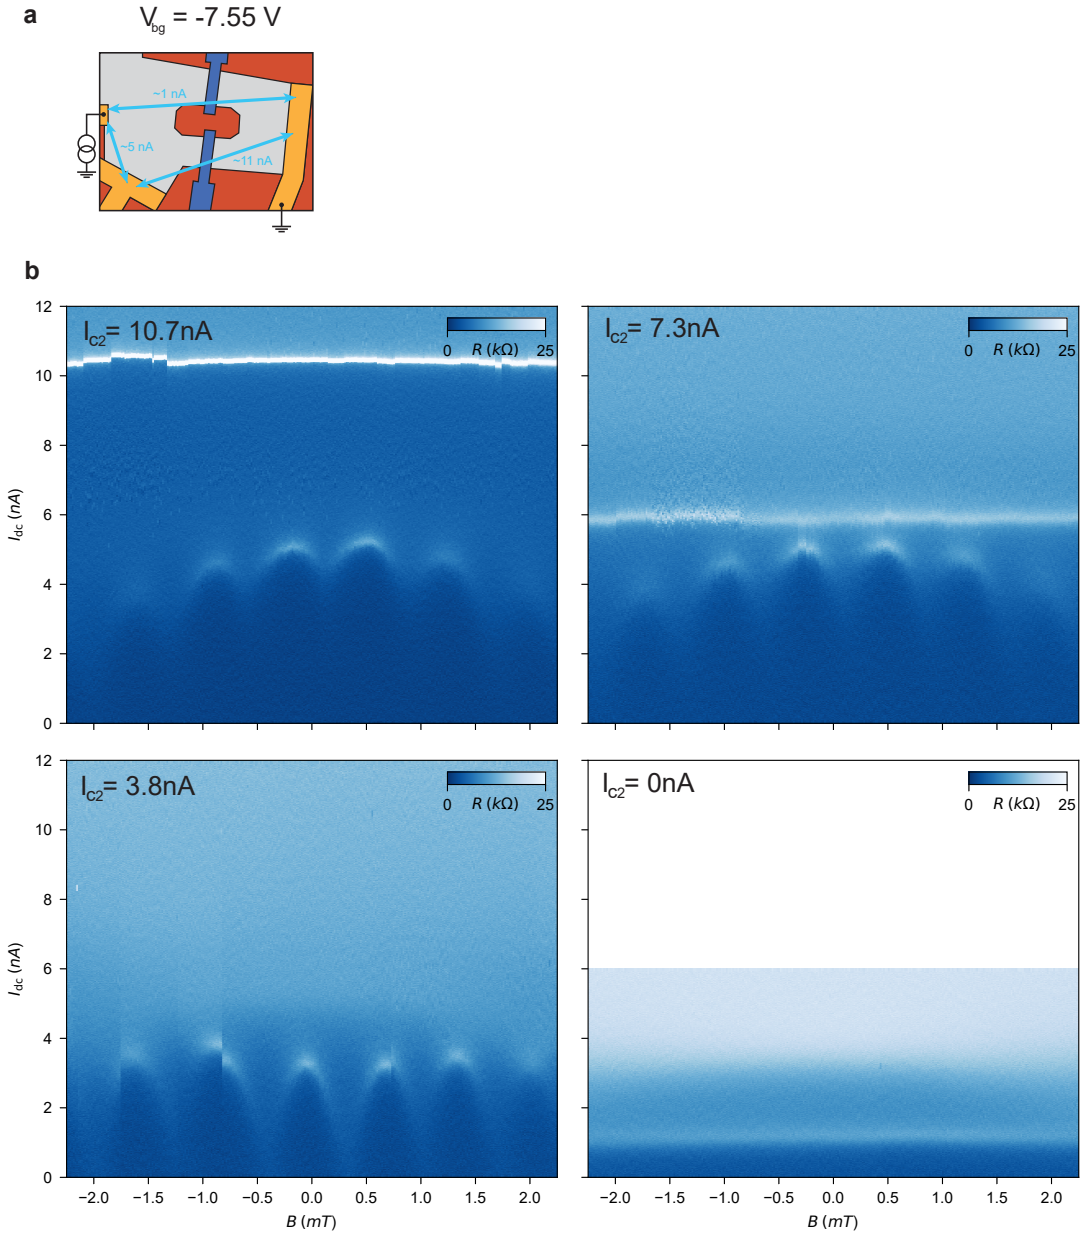 a
V_bg = -7.55 V
~1 nA
~5 nA
~11 nA
b
I_C2= 10.7nA
0 R (kΩ) 25
I_C2= 7.3nA
0 R (kΩ) 25
12
10
8
6
4
2
0
I_dc (nA)
I_C2= 3.8nA
0 R (kΩ) 25
I_C2= 0nA
0 R (kΩ) 25
12
10
8
6
4
2
0
I_dc (nA)
−2.0 −1.5 −1.0 −0.5 0.0 0.5 1.0 1.5 2.0
B (mT)
−2.0 −1.5 −1.0 −0.5 0.0 0.5 1.0 1.5 2.0
B (mT)